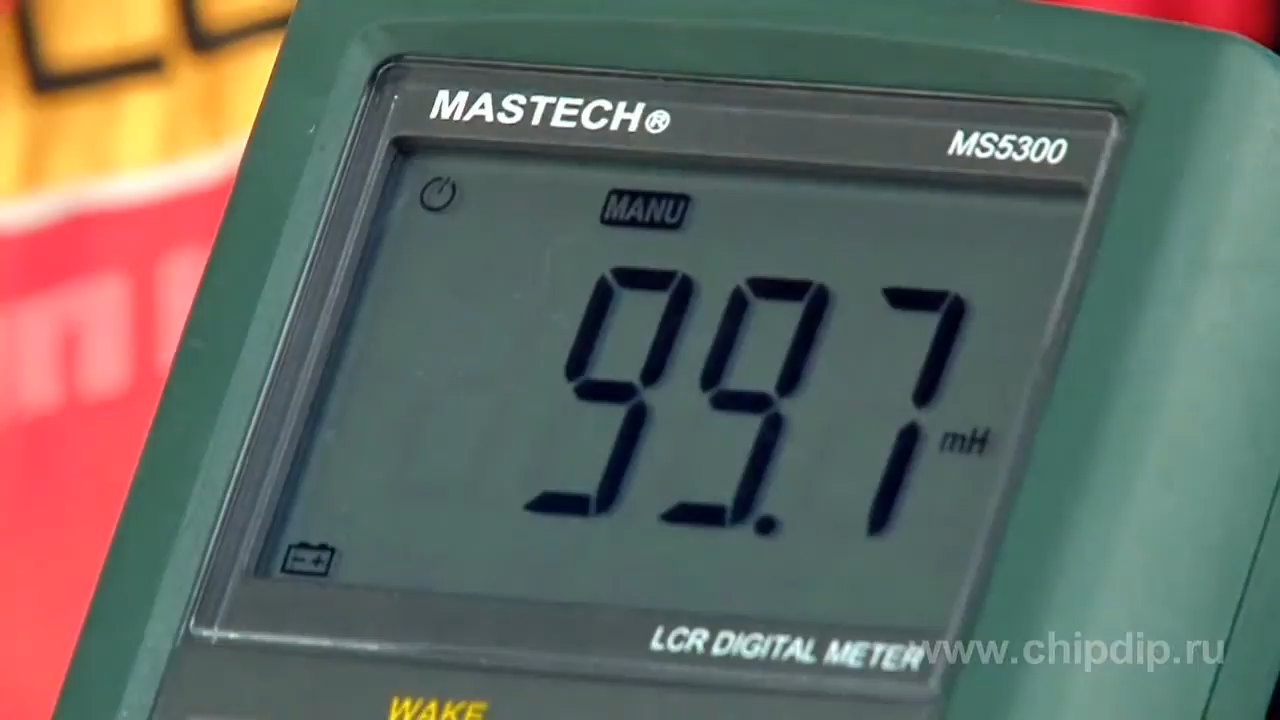 MASTECH®
MS5300
MANU
99.7
mH
LCR DIGITAL METER
www.chipdip.ru
WAKE